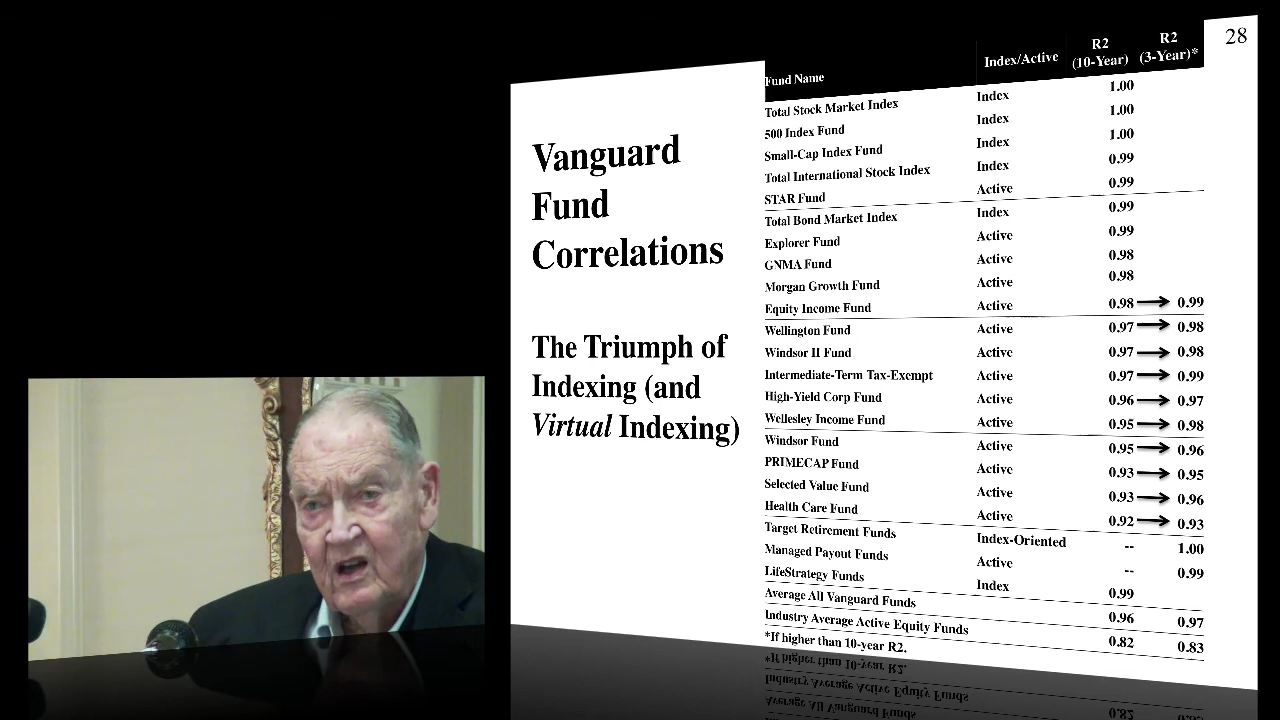 28
Vanguard
Fund
Correlations
The Triumph of
Indexing (and
Virtual Indexing)
Fund Name Index/Active R2 (10-Year) R2 (3-Year)*
Total Stock Market Index Index 1.00
500 Index Fund Index 1.00
Small-Cap Index Fund Index 1.00
Total International Stock Index Index 0.99
STAR Fund Active 0.99
Total Bond Market Index Index 0.99
Explorer Fund Active 0.99
GNMA Fund Active 0.98
Morgan Growth Fund Active 0.98
Equity Income Fund Active 0.98 → 0.99
Wellington Fund Active 0.97 → 0.98
Windsor II Fund Active 0.97 → 0.98
Intermediate-Term Tax-Exempt Active 0.97 → 0.99
High-Yield Corp Fund Active 0.96 → 0.97
Wellesley Income Fund Active 0.95 → 0.98
Windsor Fund Active 0.95 → 0.96
PRIMECAP Fund Active 0.93 → 0.95
Selected Value Fund Active 0.93 → 0.96
Health Care Fund Active 0.92 → 0.93
Target Retirement Funds Index-Oriented -- 1.00
Managed Payout Funds Active -- 0.99
LifeStrategy Funds Index 0.99
Average All Vanguard Funds 0.96 0.97
Industry Average Active Equity Funds 0.82 0.83
*If higher than 10-year R2.